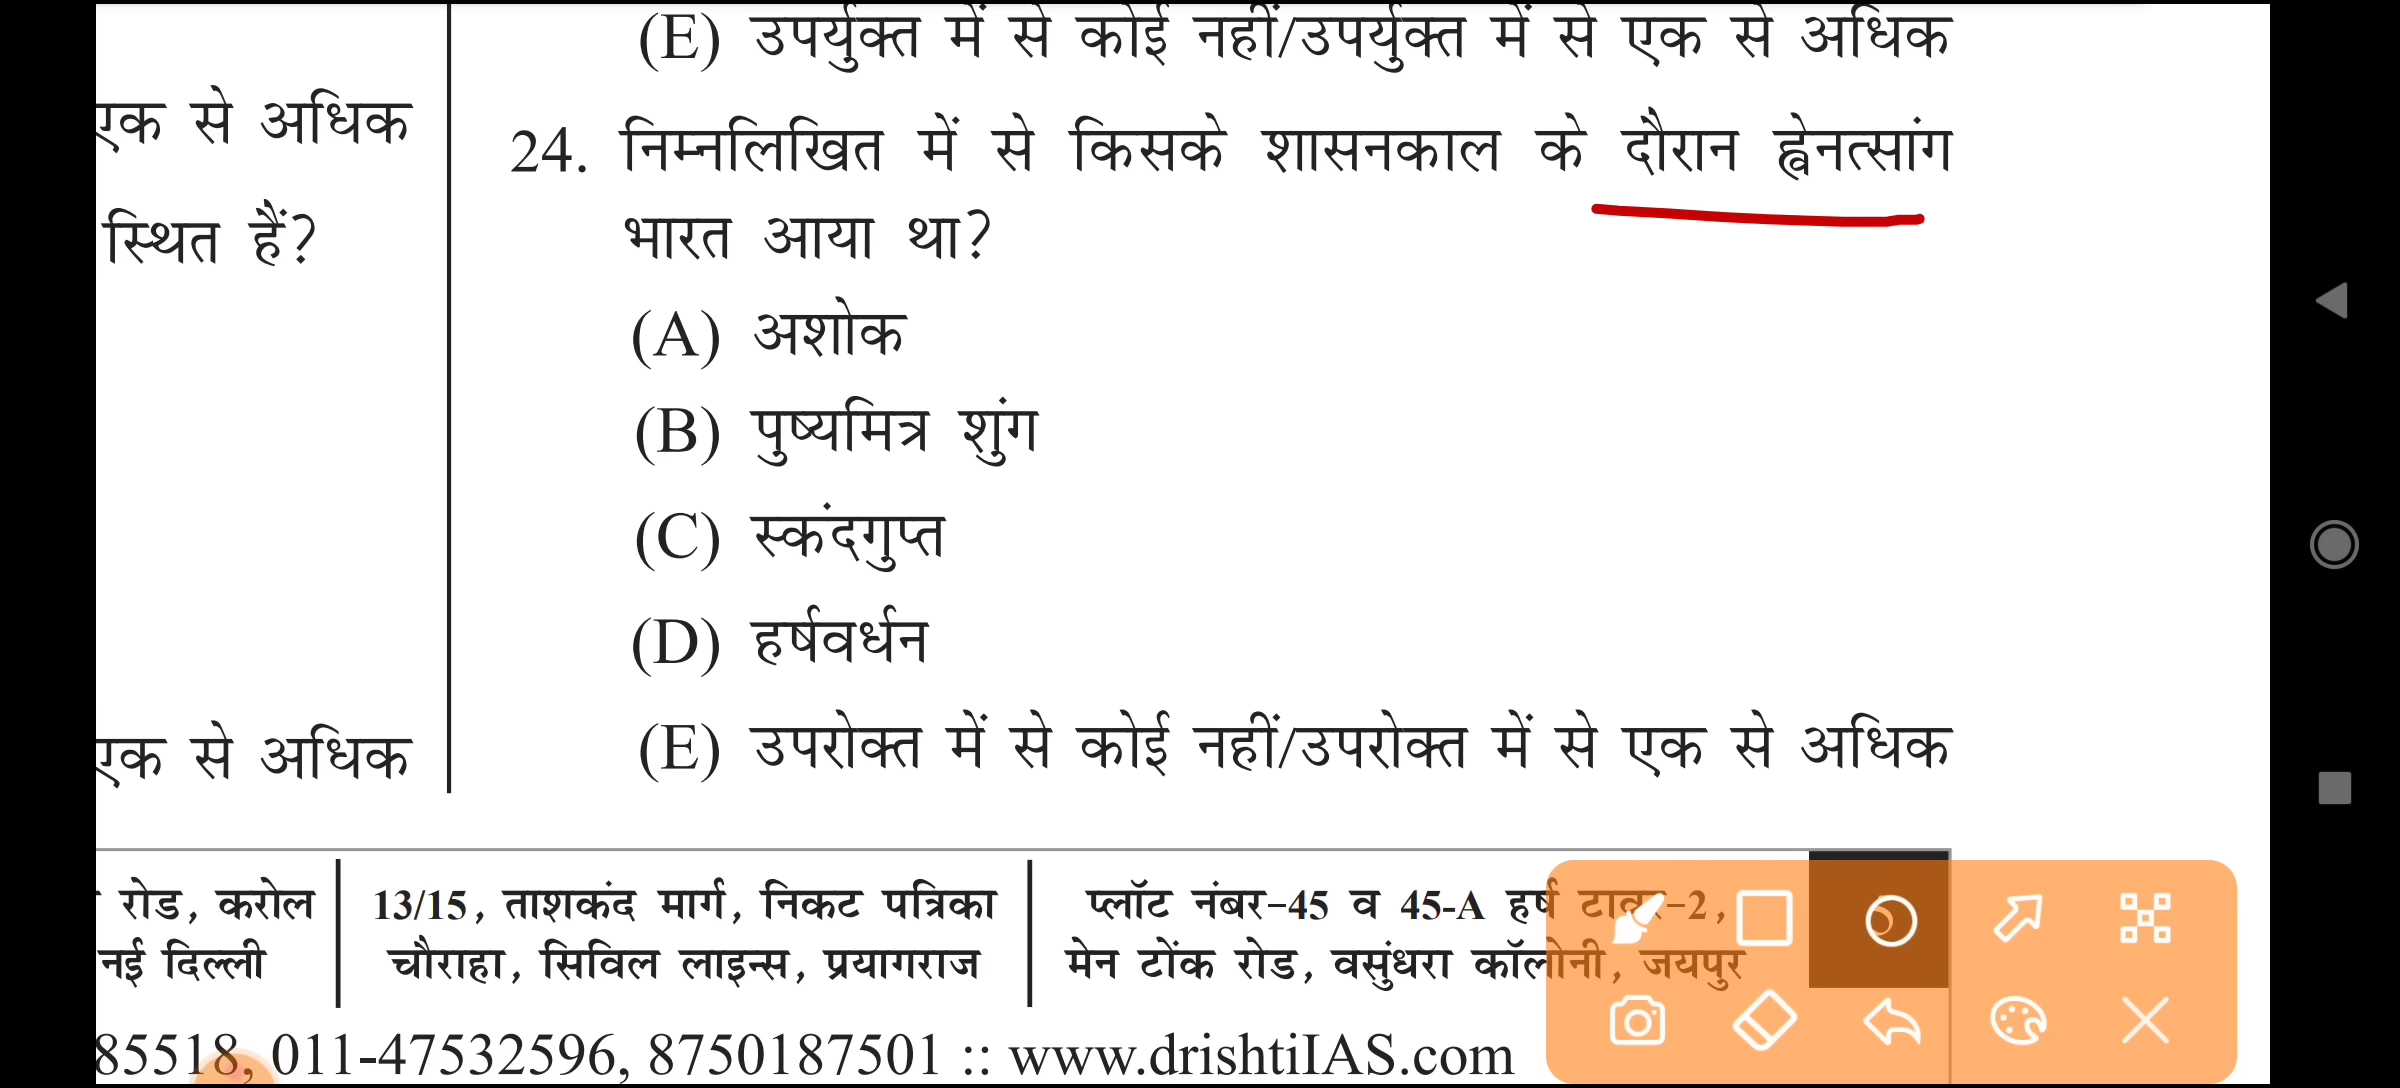 (E) उपर्युक्त में से कोई नहीं/उपर्युक्त में से एक से अधिक
एक से अधिक
स्थित हैं?
एक से अधिक
24. निम्नलिखित में से किसके शासनकाल के दौरान ह्वेनत्सांग
भारत आया था?
(A) अशोक
(B) पुष्यमित्र शुंग
(C) स्कंदगुप्त
(D) हर्षवर्धन
(E) उपरोक्त में से कोई नहीं/उपरोक्त में से एक से अधिक
रोड, करोल
नई दिल्ली
13/15, ताशकंद मार्ग, निकट पत्रिका
चौराहा, सिविल लाइन्स, प्रयागराज
प्लॉट नंबर-45 व 45-A हर्ष टावर-2,
मेन टोंक रोड, वसुंधरा कॉलोनी, जयपुर
85518, 011-47532596, 8750187501 :: www.drishtiIAS.com